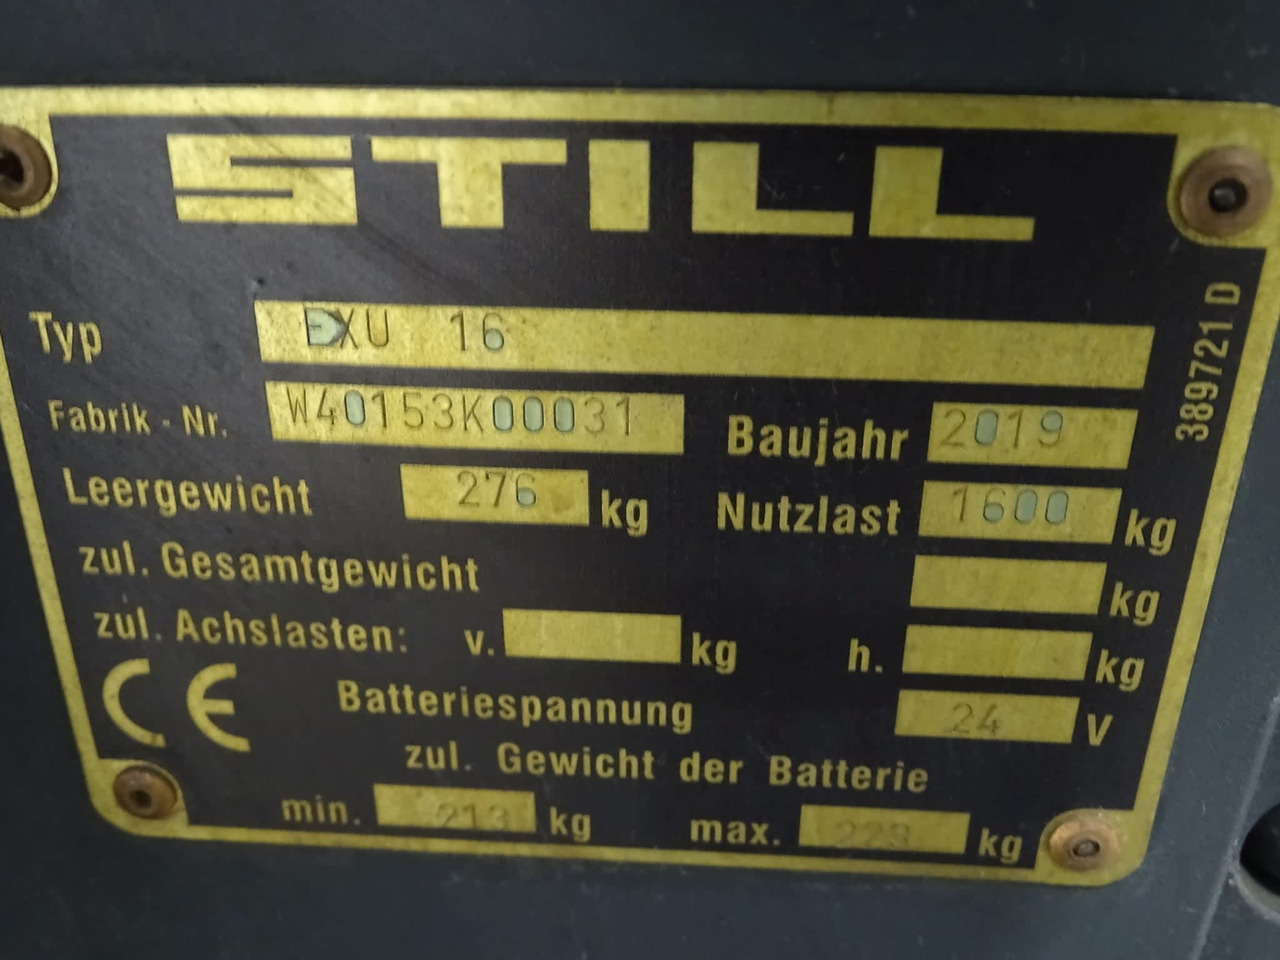 STILL
Typ EXU 16
Fabrik - Nr. W40153K00031 Baujahr 2019
Leergewicht 276 kg Nutzlast 1600 kg
zul. Gesamtgewicht kg
zul. Achslasten: v. kg h. kg
CE Batteriespannung 24 V
zul. Gewicht der Batterie
min. 213 kg max. 223 kg
389721 D